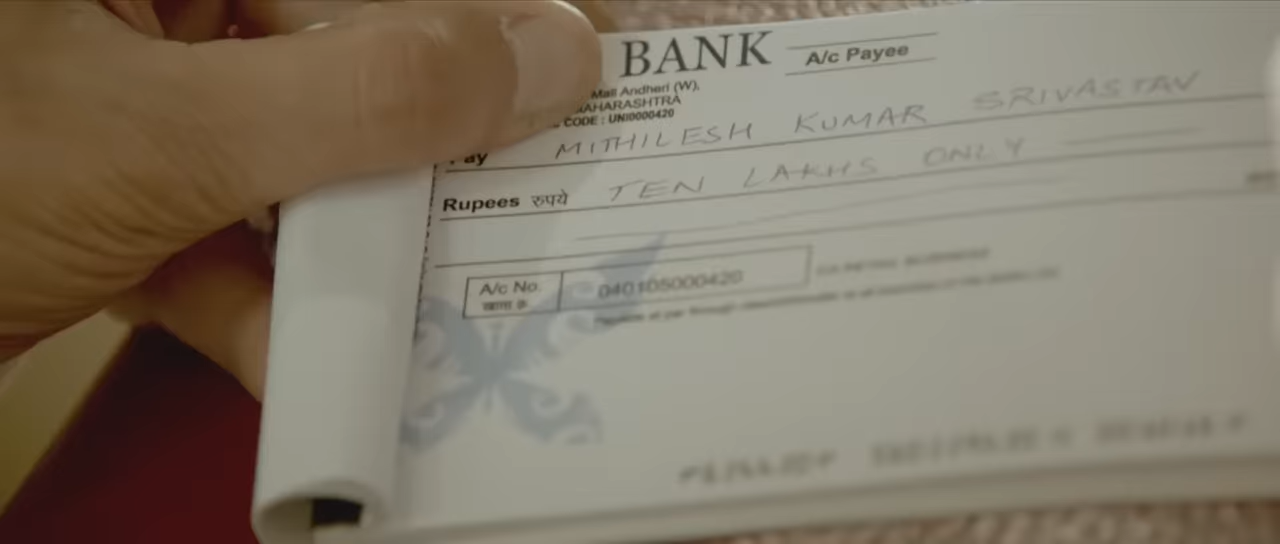 BANK
A/c Payee
Mall Andheri (W),
MAHARASHTRA
CODE : UNI0000420
Pay MITHILESH KUMAR SRIVASTAV
Rupees रुपये TEN LAKHS ONLY
A/c No. 040105000420
खाता क्र.